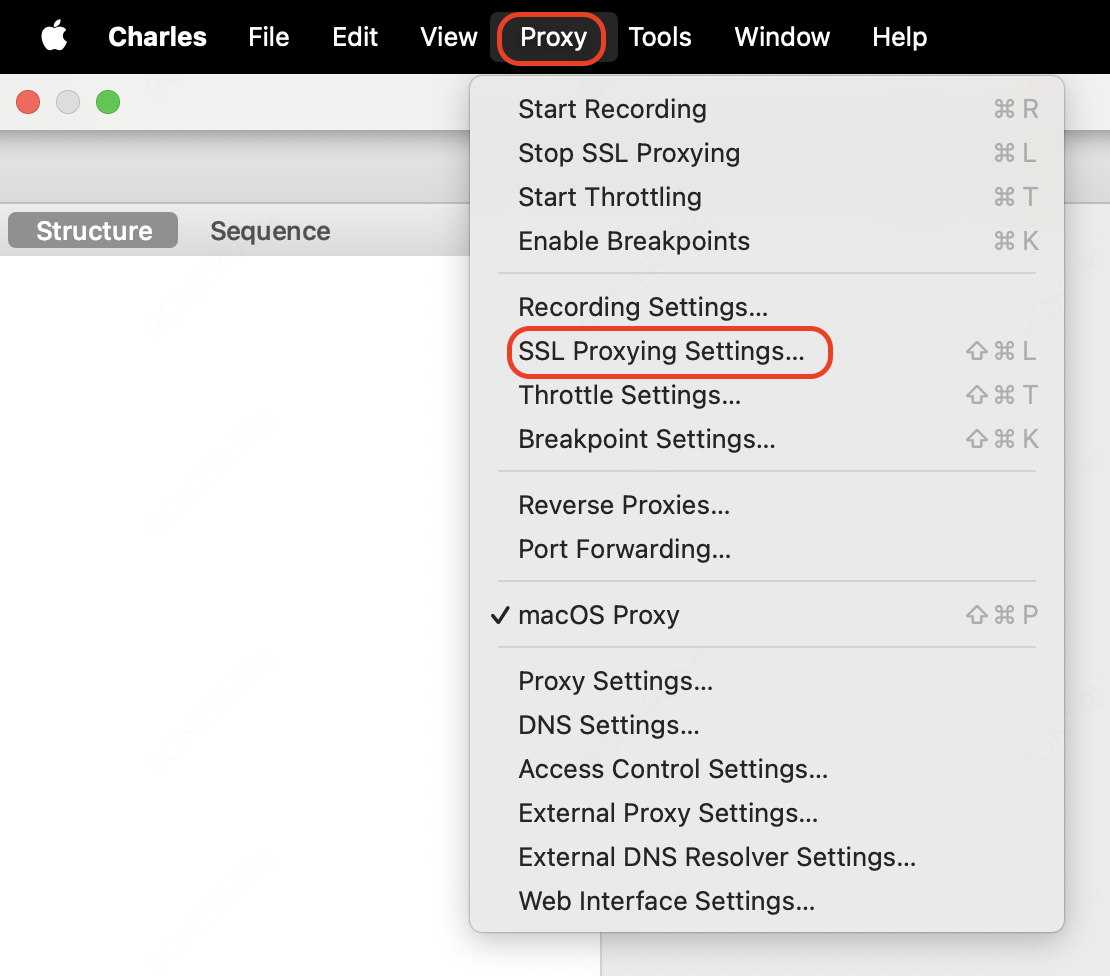 Charles File Edit View Proxy Tools Window Help
Structure Sequence
Start Recording ⌘ R
Stop SSL Proxying ⌘ L
Start Throttling ⌘ T
Enable Breakpoints ⌘ K
Recording Settings...
SSL Proxying Settings... ⇧ ⌘ L
Throttle Settings... ⇧ ⌘ T
Breakpoint Settings... ⇧ ⌘ K
Reverse Proxies...
Port Forwarding...
✓ macOS Proxy ⇧ ⌘ P
Proxy Settings...
DNS Settings...
Access Control Settings...
External Proxy Settings...
External DNS Resolver Settings...
Web Interface Settings...